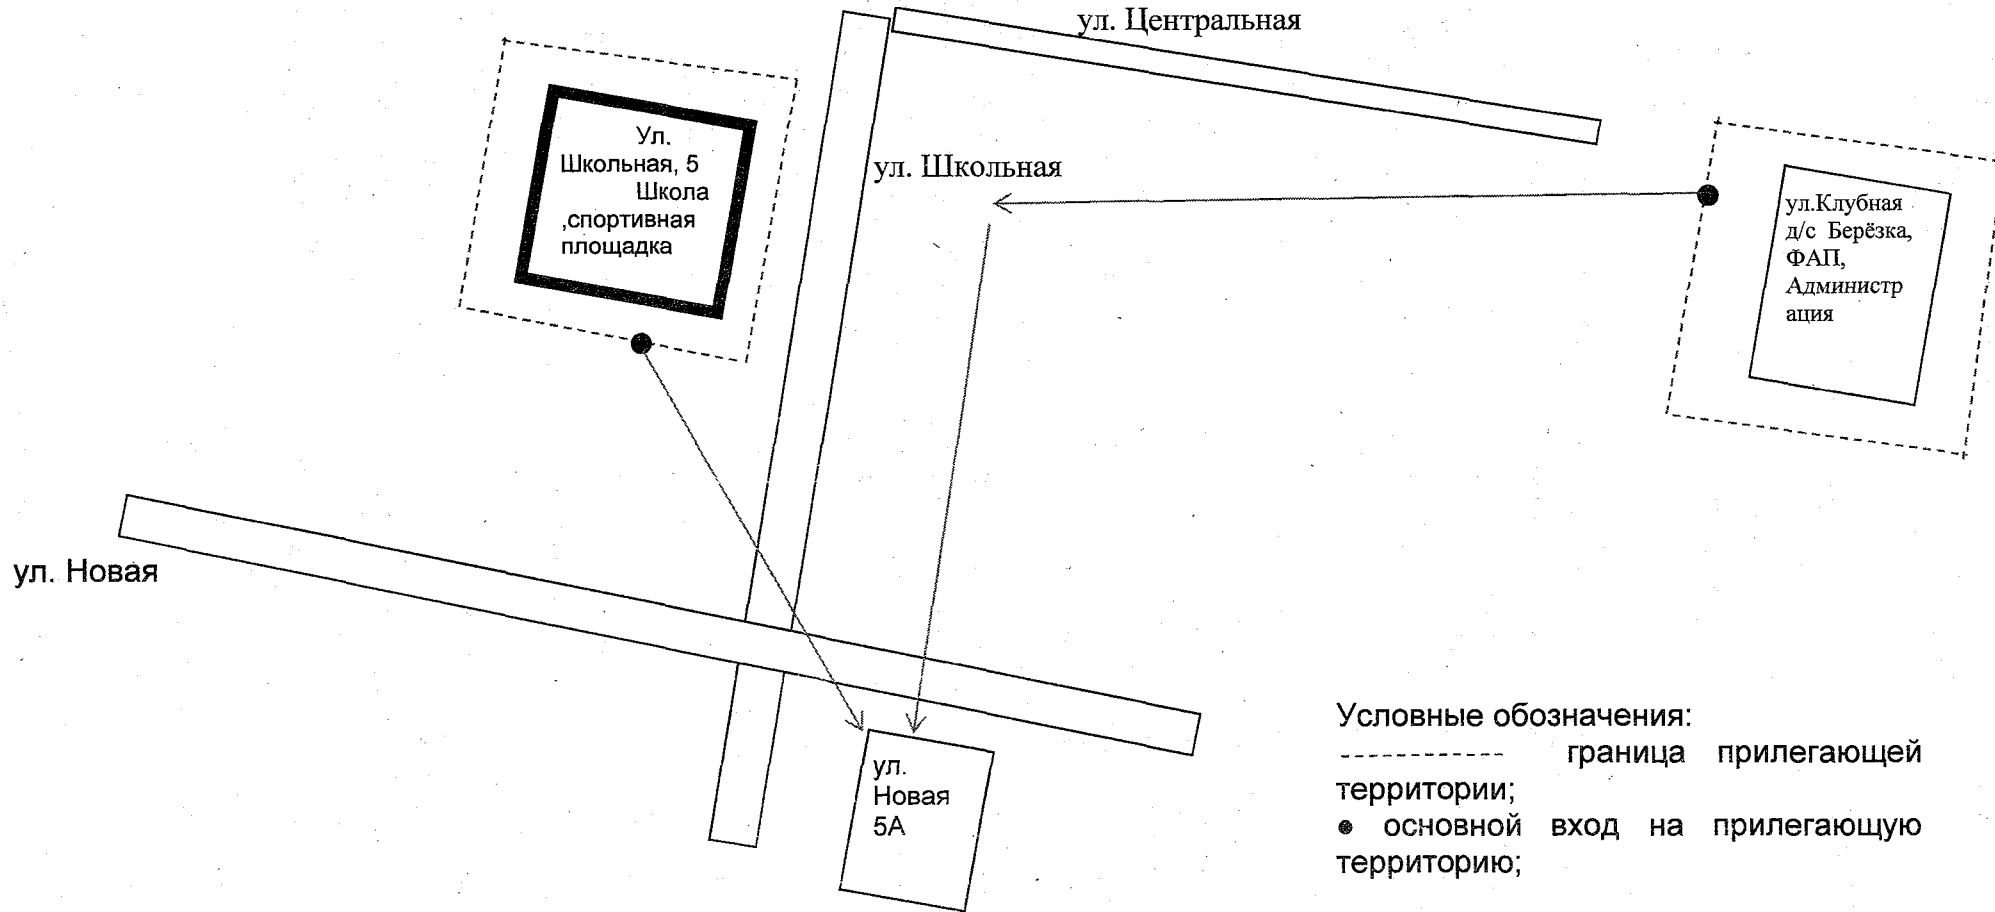 ул. Центральная
Ул.
Школьная, 5
Школа
,спортивная
площадка
ул. Школьная
ул.Клубная
д/с Берёзка,
ФАП,
Администр
ация
ул. Новая
ул.
Новая
5А
Условные обозначения:
----------- граница прилегающей
территории;
● основной вход на прилегающую
территорию;